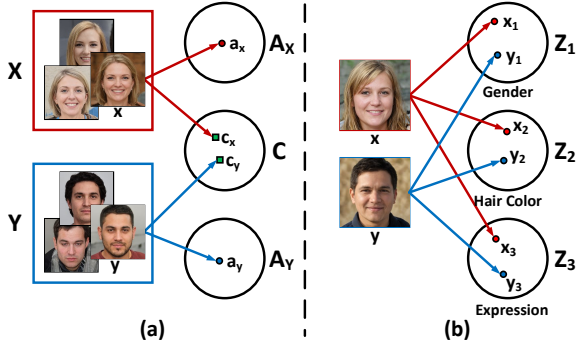 X
x
a_x
A_X
c_x
c_y
C
Y
y
a_y
A_Y
(a)
x
y
x_1
y_1
Z_1
Gender
x_2
y_2
Z_2
Hair Color
x_3
y_3
Z_3
Expression
(b)